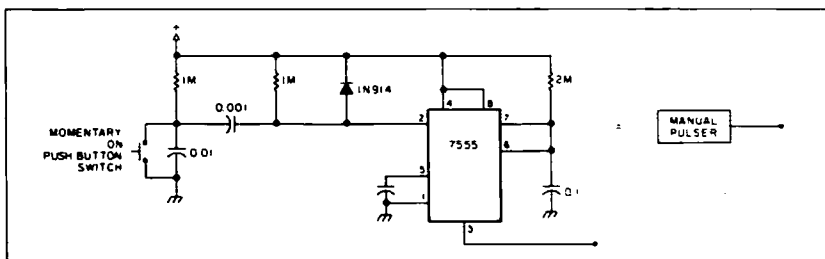 +
1M
1M
1N914
2M
0.001
4
8
MOMENTARY
ON
PUSH BUTTON
SWITCH
0.01
2
7
7555
6
5
1
0.1
3
=
MANUAL
PULSER